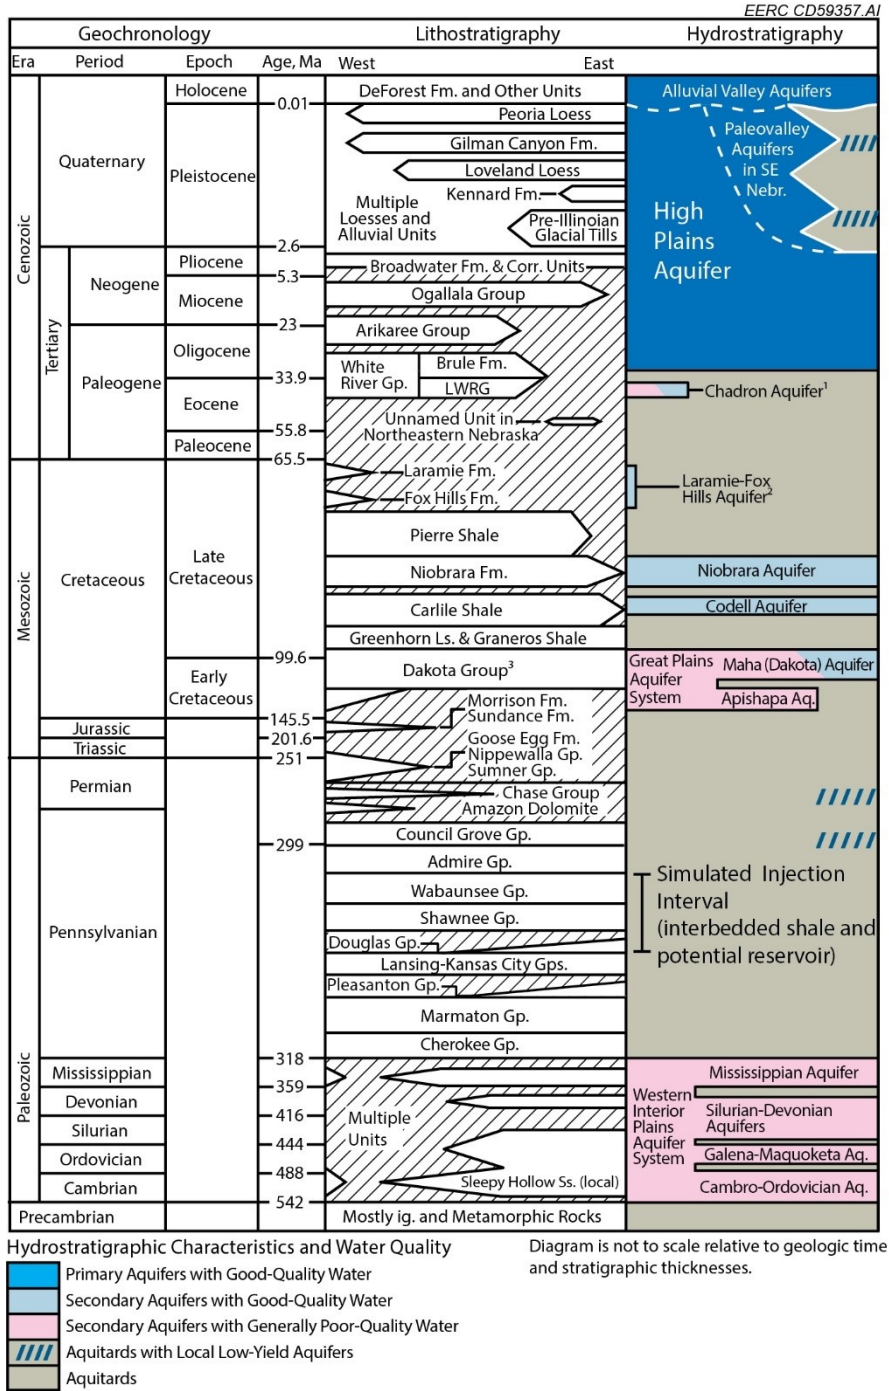 EERC CD59357.AI
Geochronology
Lithostratigraphy
Hydrostratigraphy
Era
Period
Epoch
Age, Ma
West
East
Cenozoic
Quaternary
Tertiary
Neogene
Paleogene
Holocene
Pleistocene
Pliocene
Miocene
Oligocene
Eocene
Paleocene
Mesozoic
Cretaceous
Late
Cretaceous
Early
Cretaceous
Jurassic
Triassic
Paleozoic
Permian
Pennsylvanian
Mississippian
Devonian
Silurian
Ordovician
Cambrian
Precambrian
0.01
2.6
5.3
23
33.9
55.8
65.5
99.6
145.5
201.6
251
299
318
359
416
444
488
542
DeForest Fm. and Other Units
Peoria Loess
Gilman Canyon Fm.
Loveland Loess
Kennard Fm.
Multiple
Loesses and
Alluvial Units
Pre-Illinoian
Glacial Tills
Broadwater Fm. & Corr. Units
Ogallala Group
Arikaree Group
White
River Gp.
Brule Fm.
LWRG
Unnamed Unit in
Northeastern Nebraska
Laramie Fm.
Fox Hills Fm.
Pierre Shale
Niobrara Fm.
Carlile Shale
Greenhorn Ls. & Graneros Shale
Dakota Group³
Morrison Fm.
Sundance Fm.
Goose Egg Fm.
Nippewalla Gp.
Sumner Gp.
Chase Group
Amazon Dolomite
Council Grove Gp.
Admire Gp.
Wabaunsee Gp.
Shawnee Gp.
Douglas Gp.
Lansing-Kansas City Gps.
Pleasanton Gp.
Marmaton Gp.
Cherokee Gp.
Multiple
Units
Sleepy Hollow Ss. (local)
Mostly ig. and Metamorphic Rocks
Alluvial Valley Aquifers
Paleovalley
Aquifers
in SE
Nebr.
High
Plains
Aquifer
Chadron Aquifer¹
Laramie-Fox
Hills Aquifer²
Niobrara Aquifer
Codell Aquifer
Great Plains
Aquifer
System
Maha (Dakota) Aquifer
Apishapa Aq.
Simulated Injection
Interval
(interbedded shale and
potential reservoir)
Western
Interior
Plains
Aquifer
System
Mississippian Aquifer
Silurian-Devonian
Aquifers
Galena-Maquoketa Aq.
Cambro-Ordovician Aq.
Hydrostratigraphic Characteristics and Water Quality
Primary Aquifers with Good-Quality Water
Secondary Aquifers with Good-Quality Water
Secondary Aquifers with Generally Poor-Quality Water
Aquitards with Local Low-Yield Aquifers
Aquitards
Diagram is not to scale relative to geologic time
and stratigraphic thicknesses.